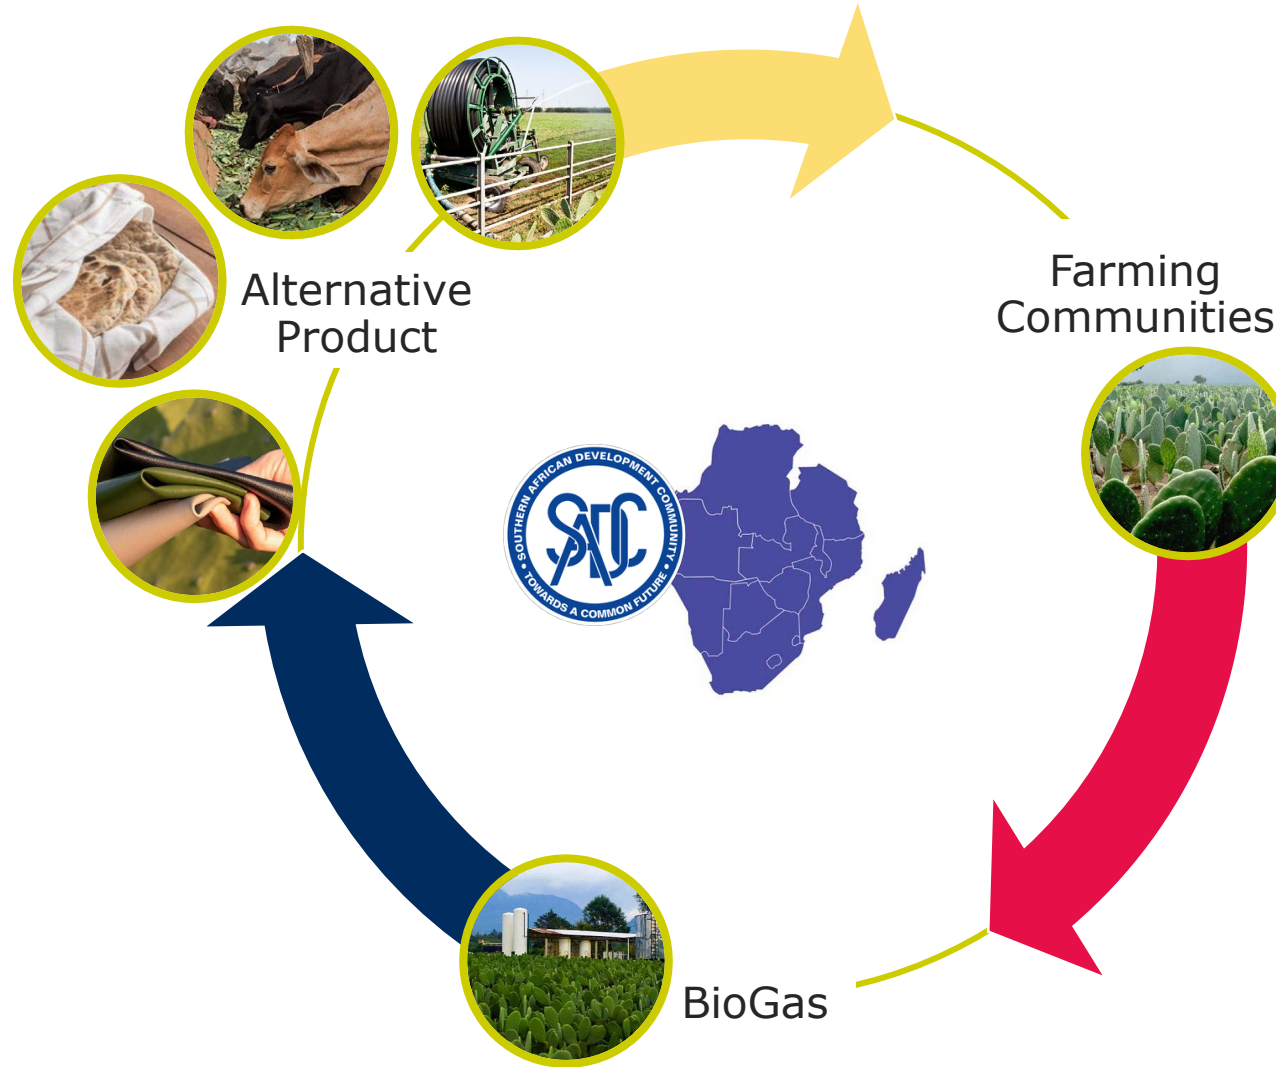 Alternative
Product
Farming
Communities
SOUTHERN AFRICAN DEVELOPMENT COMMUNITY
SADC
• TOWARDS A COMMON FUTURE •
BioGas